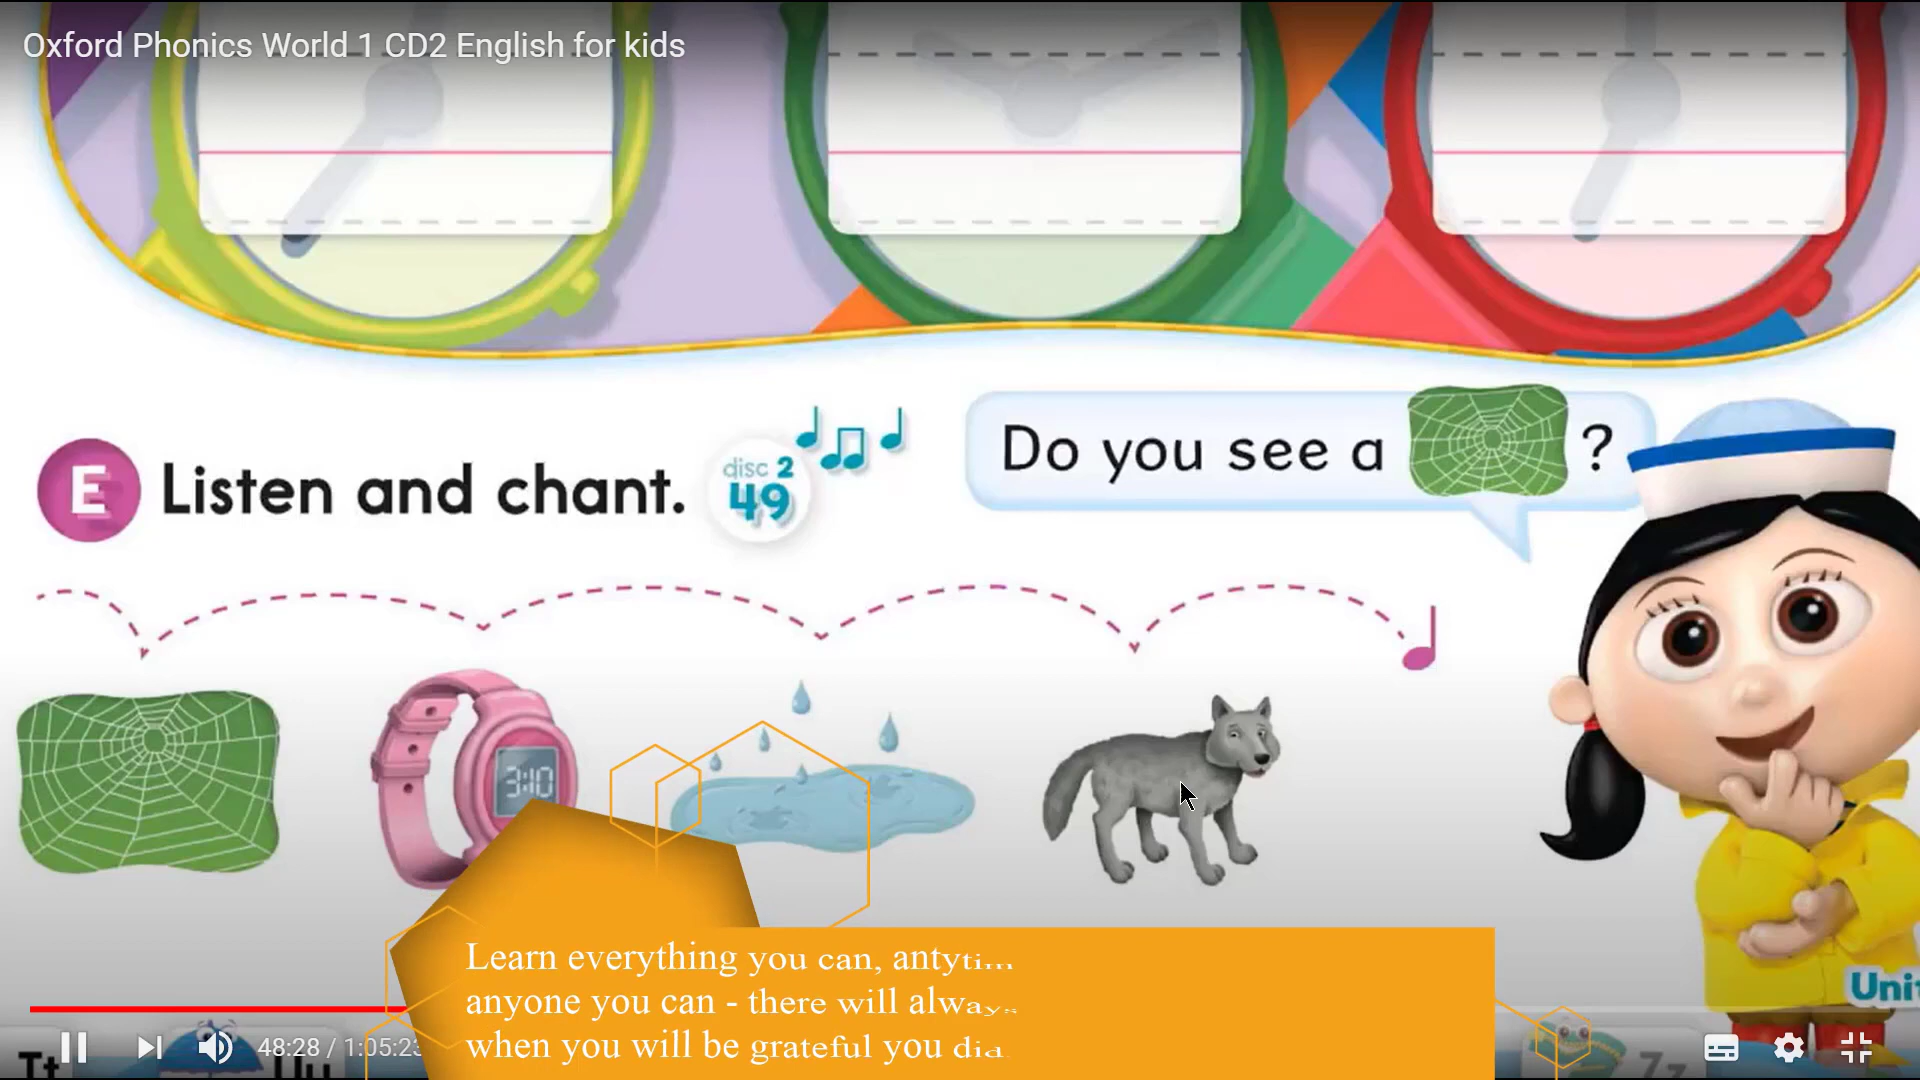 Oxford Phonics World 1 CD2 English for kids
E Listen and chant.
disc 2
49
Do you see a ?
3:10
Learn everything you can,
anyone you can - there will
when you will be grateful you
48:28 / 1:05:23